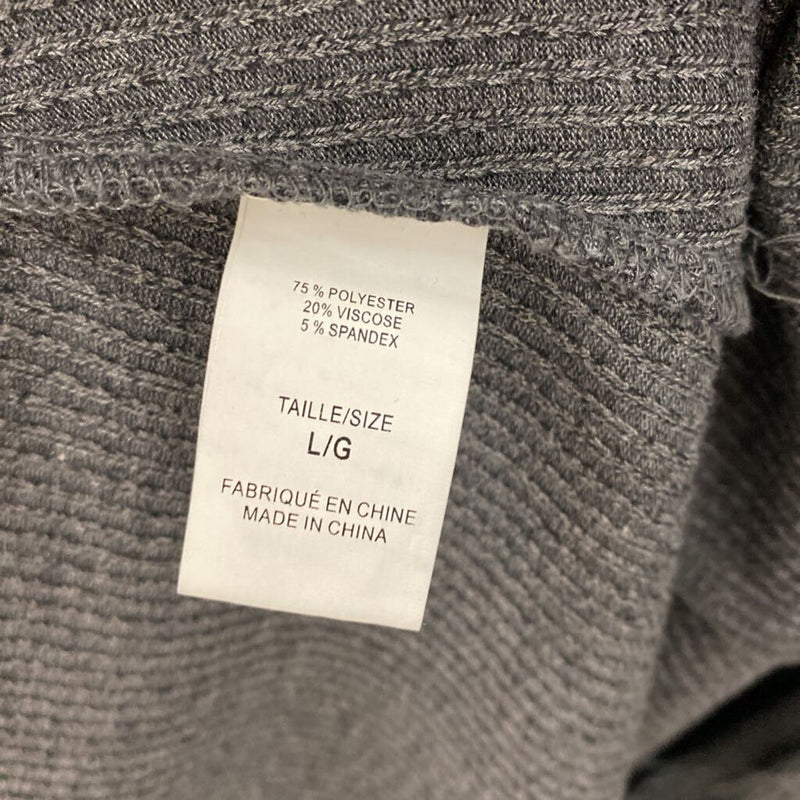 75 % POLYESTER
20% VISCOSE
5 % SPANDEX
TAILLE/SIZE
L/G
FABRIQUÉ EN CHINE
MADE IN CHINA